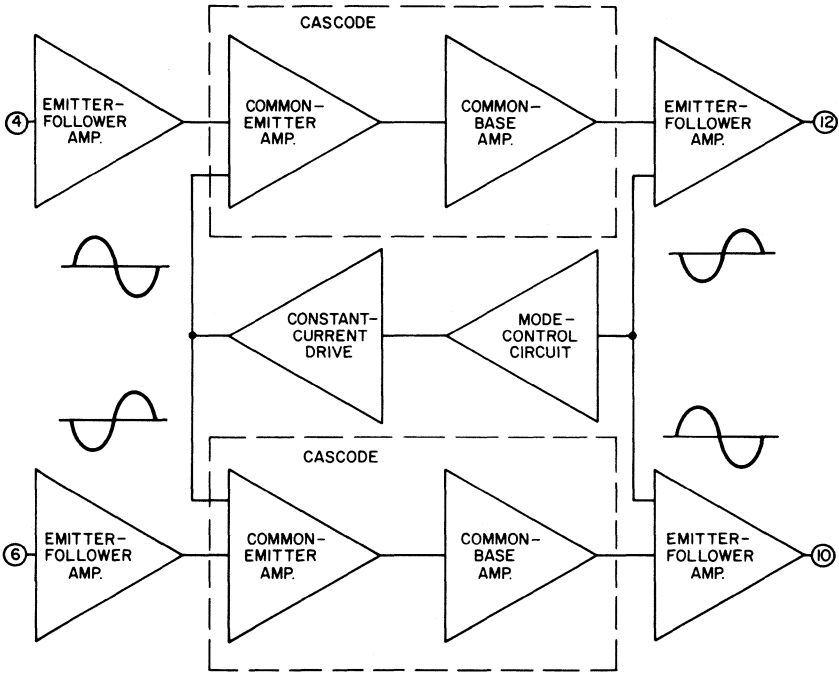 CASCODE
4
EMITTER-
FOLLOWER
AMP.
COMMON-
EMITTER
AMP.
COMMON-
BASE
AMP.
EMITTER-
FOLLOWER
AMP.
12
CONSTANT-
CURRENT
DRIVE
MODE-
CONTROL
CIRCUIT
CASCODE
6
EMITTER-
FOLLOWER
AMP.
COMMON-
EMITTER
AMP.
COMMON-
BASE
AMP.
EMITTER-
FOLLOWER
AMP.
10